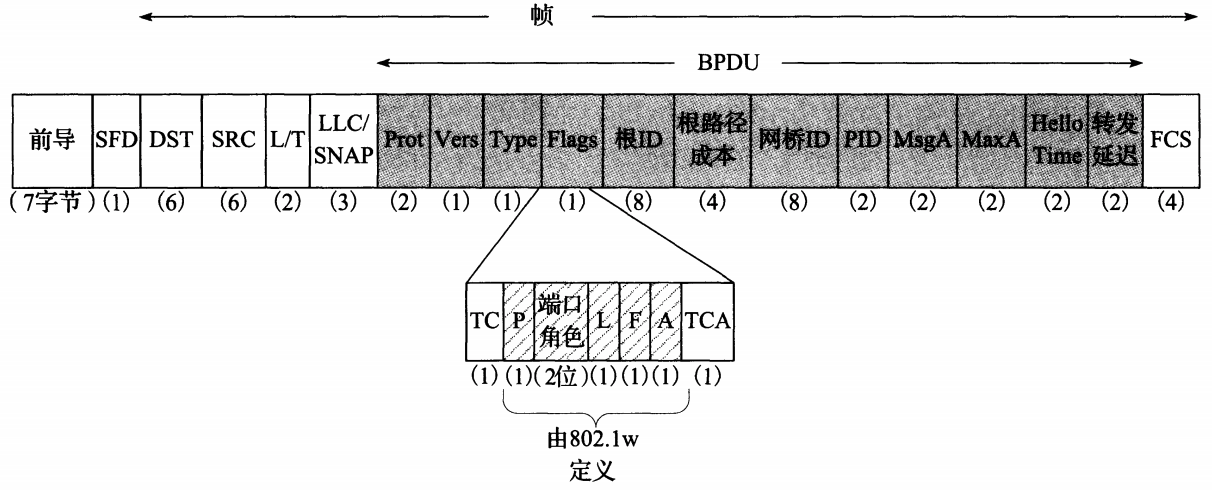 帧
BPDU
前导 SFD DST SRC L/T LLC/SNAP Prot Vers Type Flags 根ID 根路径成本 网桥ID PID MsgA MaxA Hello Time 转发延迟 FCS
(7字节) (1) (6) (6) (2) (3) (2) (1) (1) (1) (8) (4) (8) (2) (2) (2) (2) (2) (4)
TC P 端口角色 L F A TCA
(1) (1) (2位) (1) (1) (1) (1)
由802.1w
定义